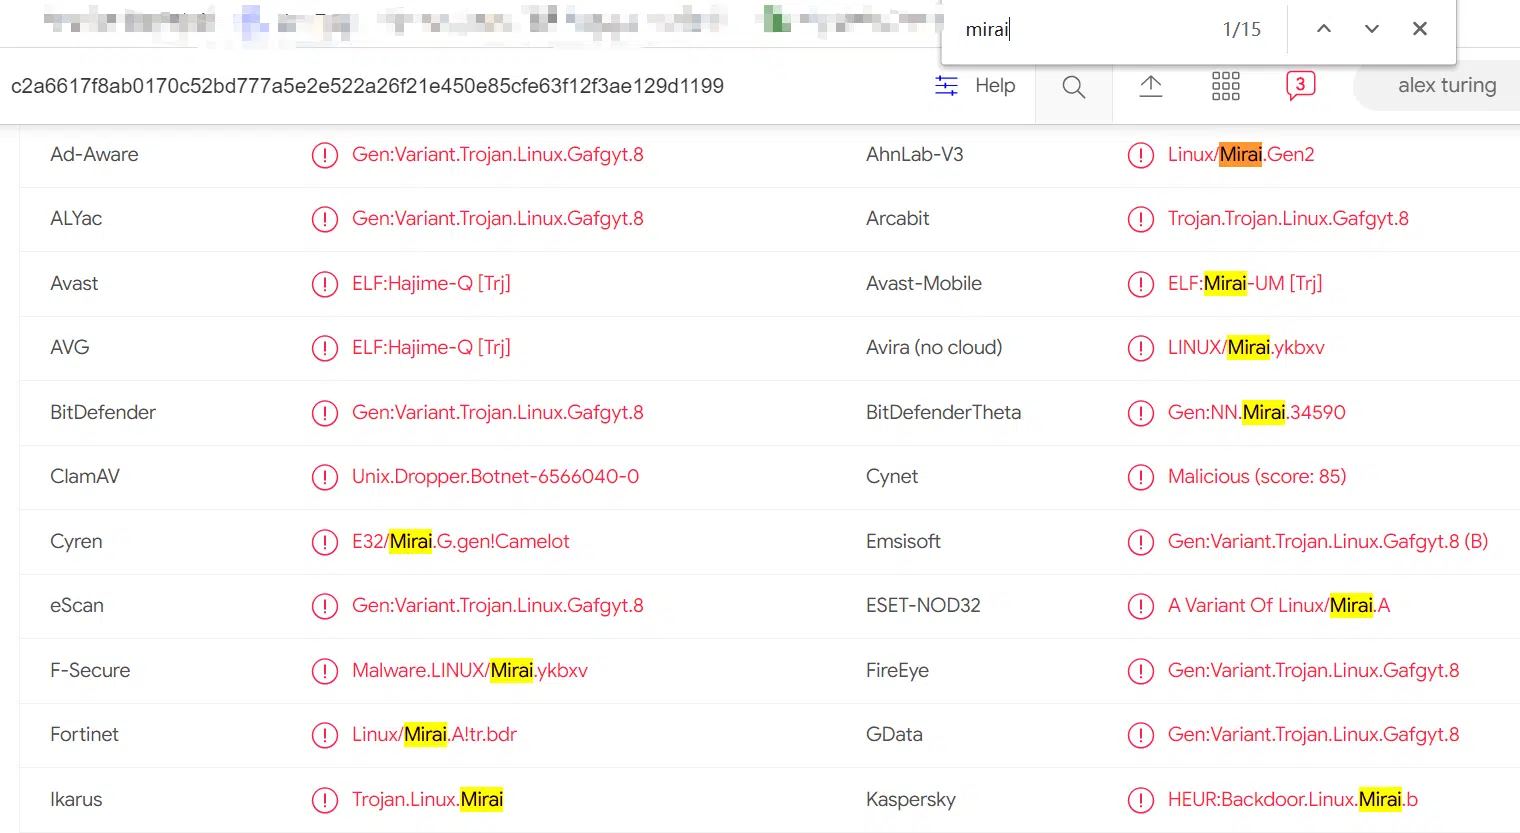 mirai 1/15
c2a6617f8ab0170c52bd777a5e2e522a26f21e450e85cfe63f12f3ae129d1199 Help 3 alex turing
Ad-Aware Gen:Variant.Trojan.Linux.Gafgyt.8 AhnLab-V3 Linux/Mirai.Gen2
ALYac Gen:Variant.Trojan.Linux.Gafgyt.8 Arcabit Trojan.Trojan.Linux.Gafgyt.8
Avast ELF:Hajime-Q [Trj] Avast-Mobile ELF:Mirai-UM [Trj]
AVG ELF:Hajime-Q [Trj] Avira (no cloud) LINUX/Mirai.ykbxv
BitDefender Gen:Variant.Trojan.Linux.Gafgyt.8 BitDefenderTheta Gen:NN.Mirai.34590
ClamAV Unix.Dropper.Botnet-6566040-0 Cynet Malicious (score: 85)
Cyren E32/Mirai.G.gen!Camelot Emsisoft Gen:Variant.Trojan.Linux.Gafgyt.8 (B)
eScan Gen:Variant.Trojan.Linux.Gafgyt.8 ESET-NOD32 A Variant Of Linux/Mirai.A
F-Secure Malware.LINUX/Mirai.ykbxv FireEye Gen:Variant.Trojan.Linux.Gafgyt.8
Fortinet Linux/Mirai.A!tr.bdr GData Gen:Variant.Trojan.Linux.Gafgyt.8
Ikarus Trojan.Linux.Mirai Kaspersky HEUR:Backdoor.Linux.Mirai.b